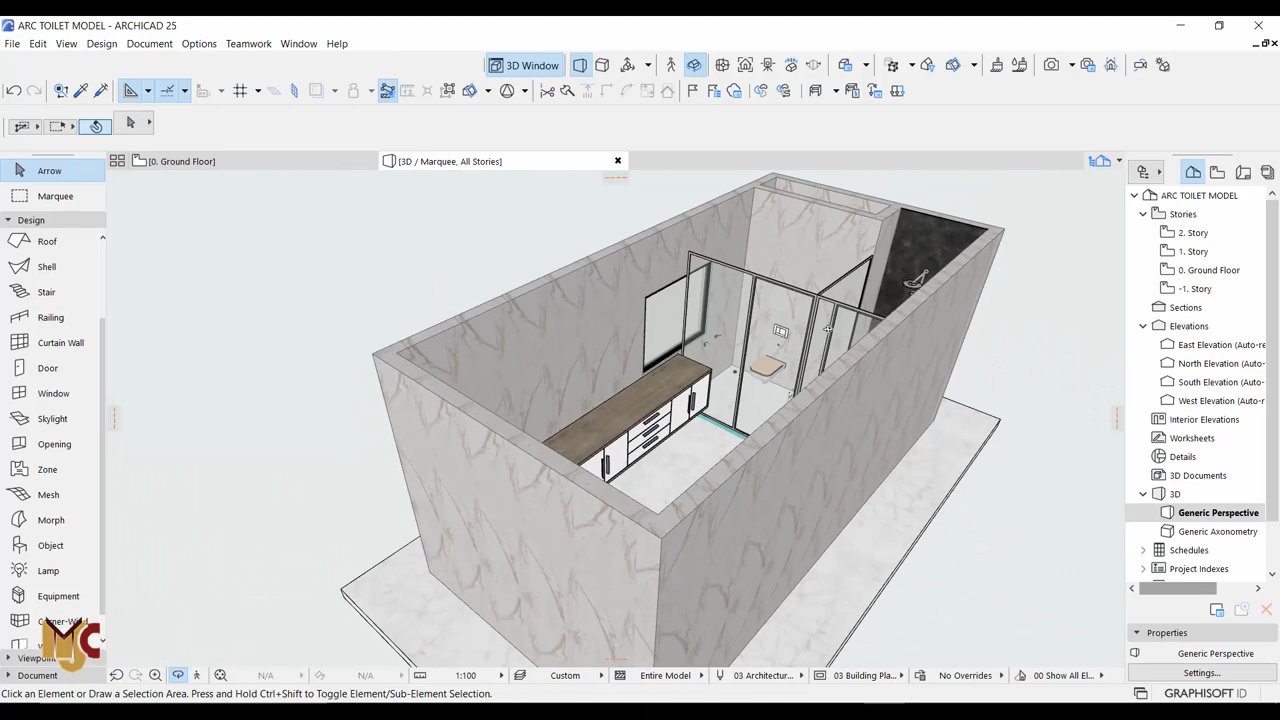 ARC TOILET MODEL - ARCHICAD 25
File Edit View Design Document Options Teamwork Window Help
3D Window
[0. Ground Floor]
[3D / Marquee, All Stories]
Arrow
Marquee
Design
Roof
Shell
Stair
Railing
Curtain Wall
Door
Window
Skylight
Opening
Zone
Mesh
Morph
Object
Lamp
Equipment
MJC
Document
ARC TOILET MODEL
Stories
2. Story
1. Story
0. Ground Floor
-1. Story
Sections
Elevations
East Elevation (Auto-re
North Elevation (Auto-
South Elevation (Auto-
West Elevation (Auto-r
Interior Elevations
Worksheets
Details
3D Documents
3D
Generic Perspective
Generic Axonometry
Schedules
Project Indexes
Properties
Generic Perspective
Settings...
N/A
N/A
1:100
Custom
Entire Model
03 Architectur...
03 Building Pla...
No Overrides
00 Show All El...
Click an Element or Draw a Selection Area. Press and Hold Ctrl+Shift to Toggle Element/Sub-Element Selection.
GRAPHISOFT ID